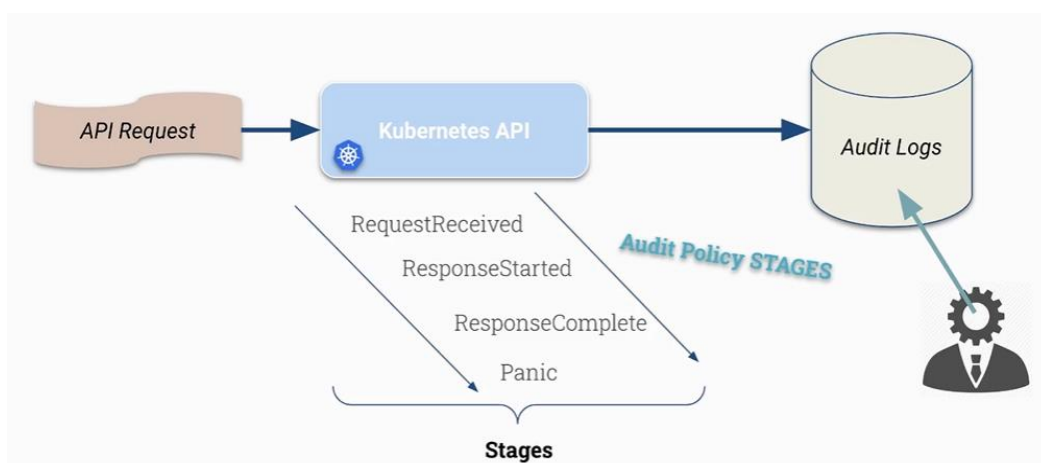 API Request
Kubernetes API
Audit Logs
RequestReceived
Audit Policy STAGES
ResponseStarted
ResponseComplete
Panic
Stages